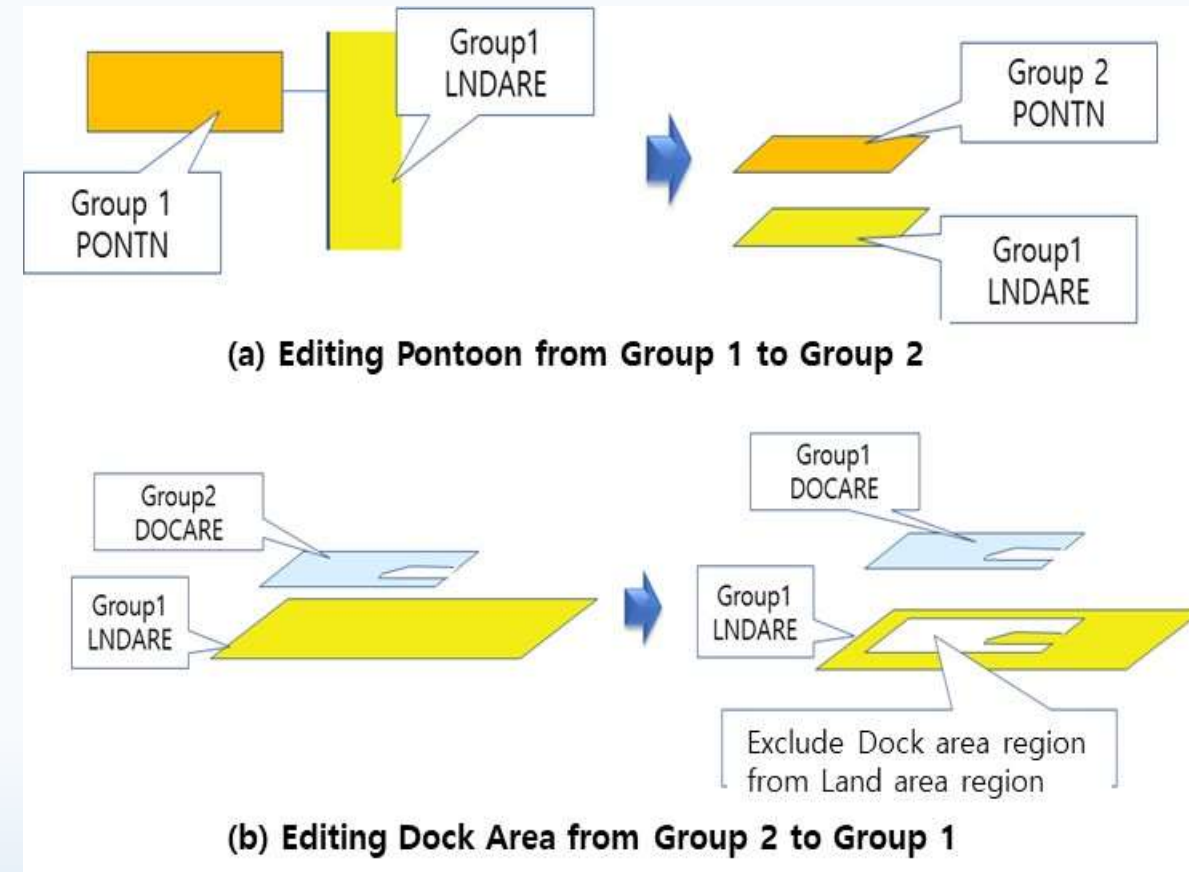 Group1
LNDARE
Group 1
PONTN
Group 2
PONTN
Group1
LNDARE
(a) Editing Pontoon from Group 1 to Group 2
Group2
DOCARE
Group1
LNDARE
Group1
DOCARE
Group1
LNDARE
Exclude Dock area region
from Land area region
(b) Editing Dock Area from Group 2 to Group 1